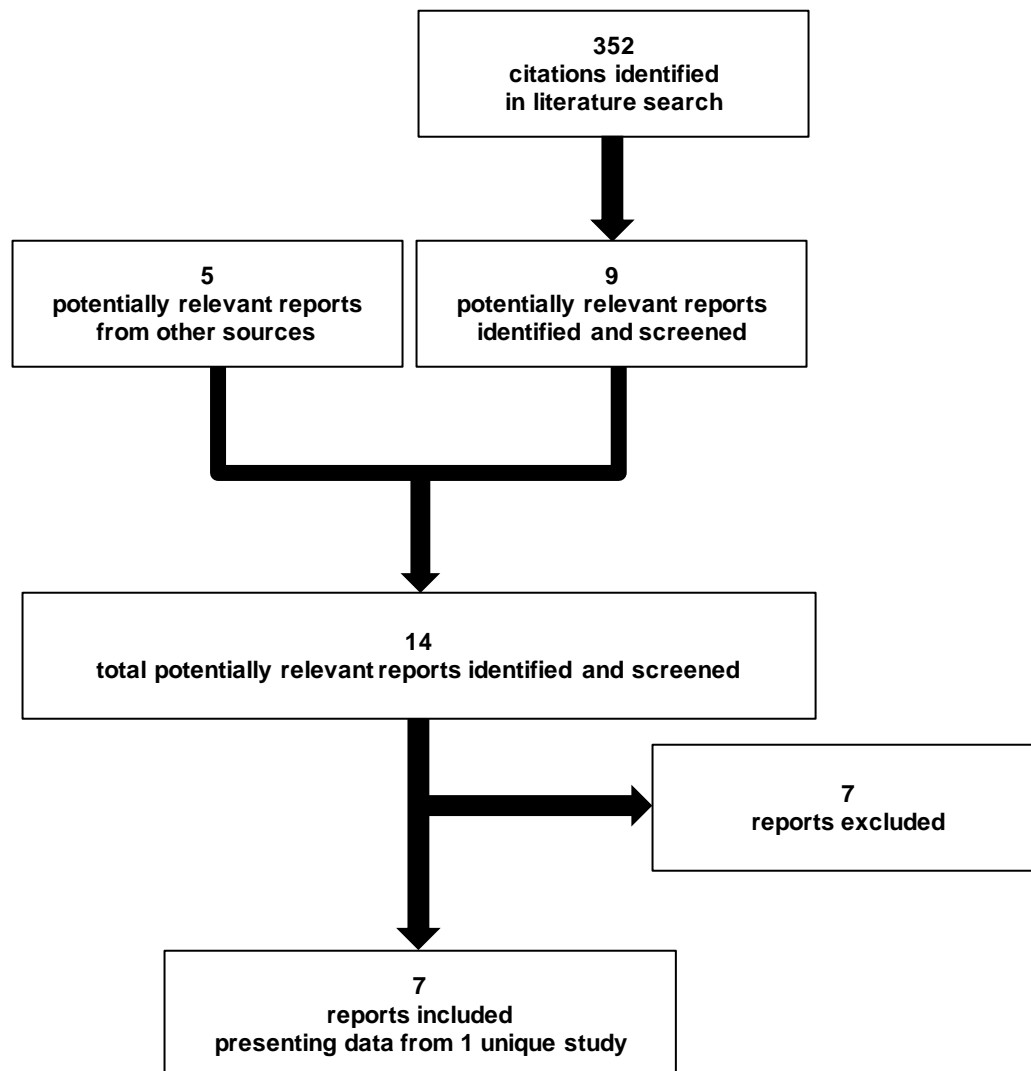 352
citations identified
in literature search
5
potentially relevant reports
from other sources
9
potentially relevant reports
identified and screened
14
total potentially relevant reports identified and screened
7
reports excluded
7
reports included
presenting data from 1 unique study